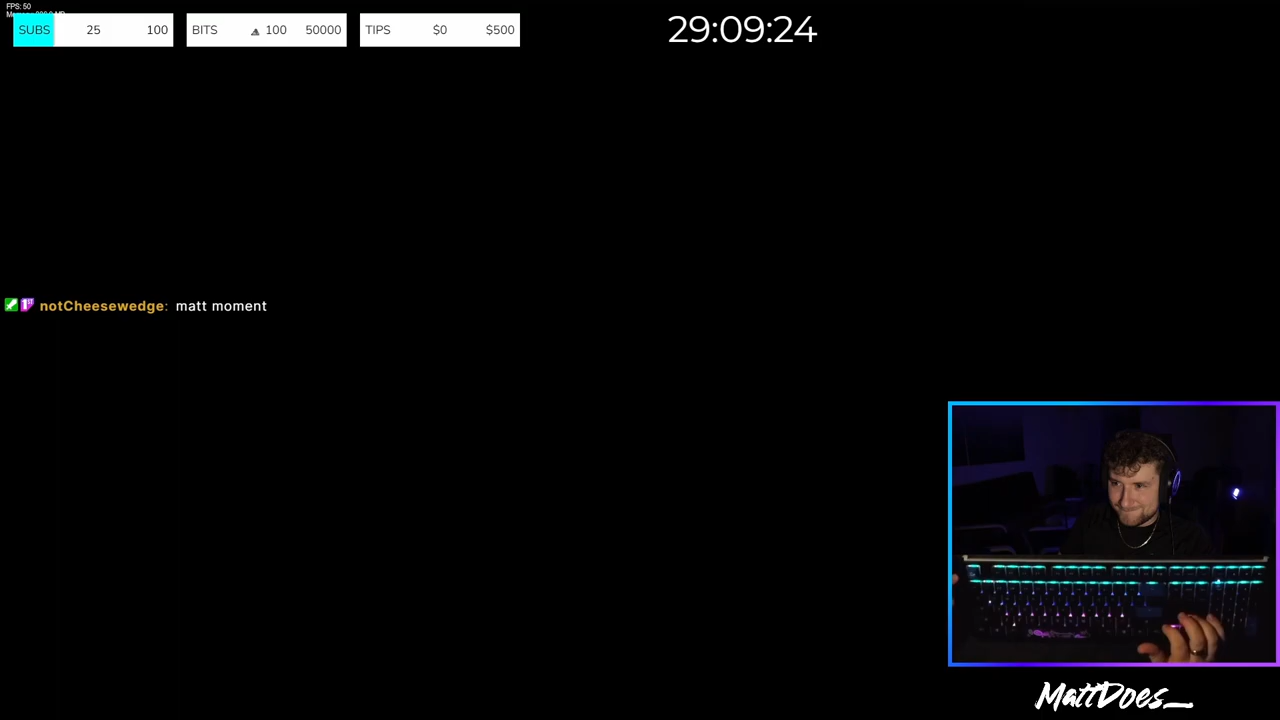 FPS: 50
SUBS 25 100
BITS 100 50000
TIPS $0 $500
29:09:24
notCheesewedge: matt moment
MattDoes_